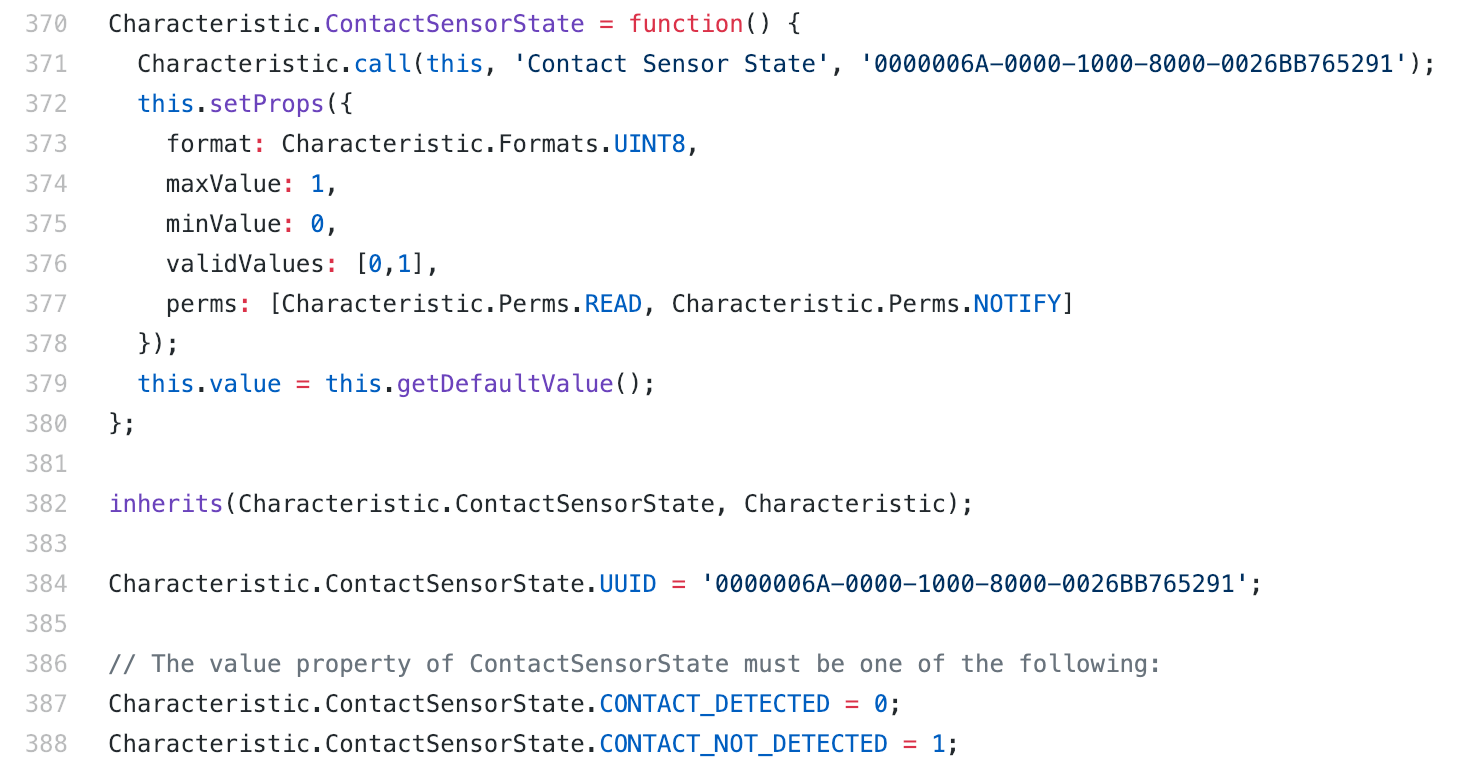 370 Characteristic.ContactSensorState = function() {
371 Characteristic.call(this, 'Contact Sensor State', '0000006A-0000-1000-8000-0026BB765291');
372 this.setProps({
373 format: Characteristic.Formats.UINT8,
374 maxValue: 1,
375 minValue: 0,
376 validValues: [0,1],
377 perms: [Characteristic.Perms.READ, Characteristic.Perms.NOTIFY]
378 });
379 this.value = this.getDefaultValue();
380 };
381
382 inherits(Characteristic.ContactSensorState, Characteristic);
383
384 Characteristic.ContactSensorState.UUID = '0000006A-0000-1000-8000-0026BB765291';
385
386 // The value property of ContactSensorState must be one of the following:
387 Characteristic.ContactSensorState.CONTACT_DETECTED = 0;
388 Characteristic.ContactSensorState.CONTACT_NOT_DETECTED = 1;